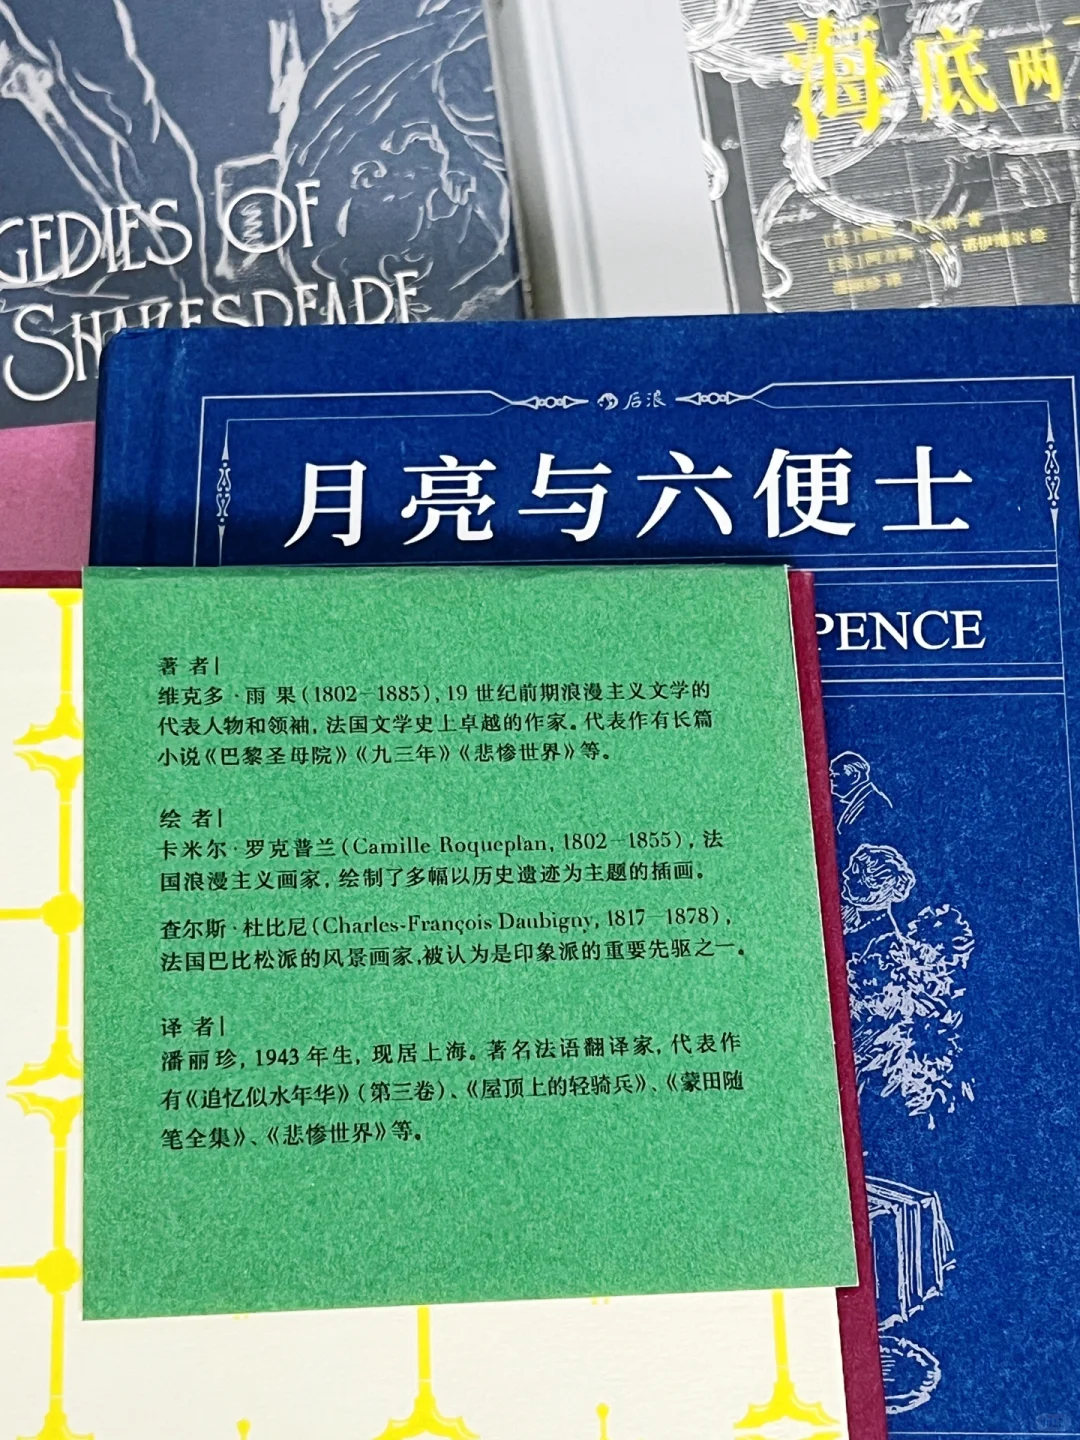 GEDIES OF
SHAKESPEARE
海底两
诺伊维尔 绘
潘丽珍 译
后浪
月亮与六便士
PENCE
著 者|
维克多·雨 果(1802—1885), 19 世纪前期浪漫主义文学的
代表人物和领袖, 法国文学史上卓越的作家。代表作有长篇
小说《巴黎圣母院》《九三年》《悲惨世界》等。
绘 者|
卡米尔·罗克普兰(Camille Roqueplan, 1802—1855), 法
国浪漫主义画家, 绘制了多幅以历史遗迹为主题的插画。
查尔斯·杜比尼(Charles-François Daubigny, 1817—1878),
法国巴比松派的风景画家,被认为是印象派的重要先驱之一。
译 者|
潘丽珍, 1943 年生, 现居上海。著名法语翻译家, 代表作
有《追忆似水年华》(第三卷)、《屋顶上的轻骑兵》、《蒙田随
笔全集》、《悲惨世界》等。